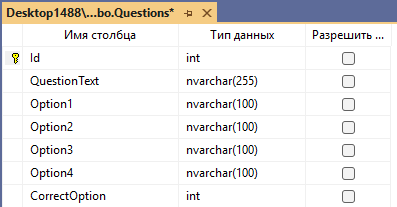 Desktop1488\...bo.Questions*
Имя столбца Тип данных Разрешить ...
Id int
QuestionText nvarchar(255)
Option1 nvarchar(100)
Option2 nvarchar(100)
Option3 nvarchar(100)
Option4 nvarchar(100)
CorrectOption int